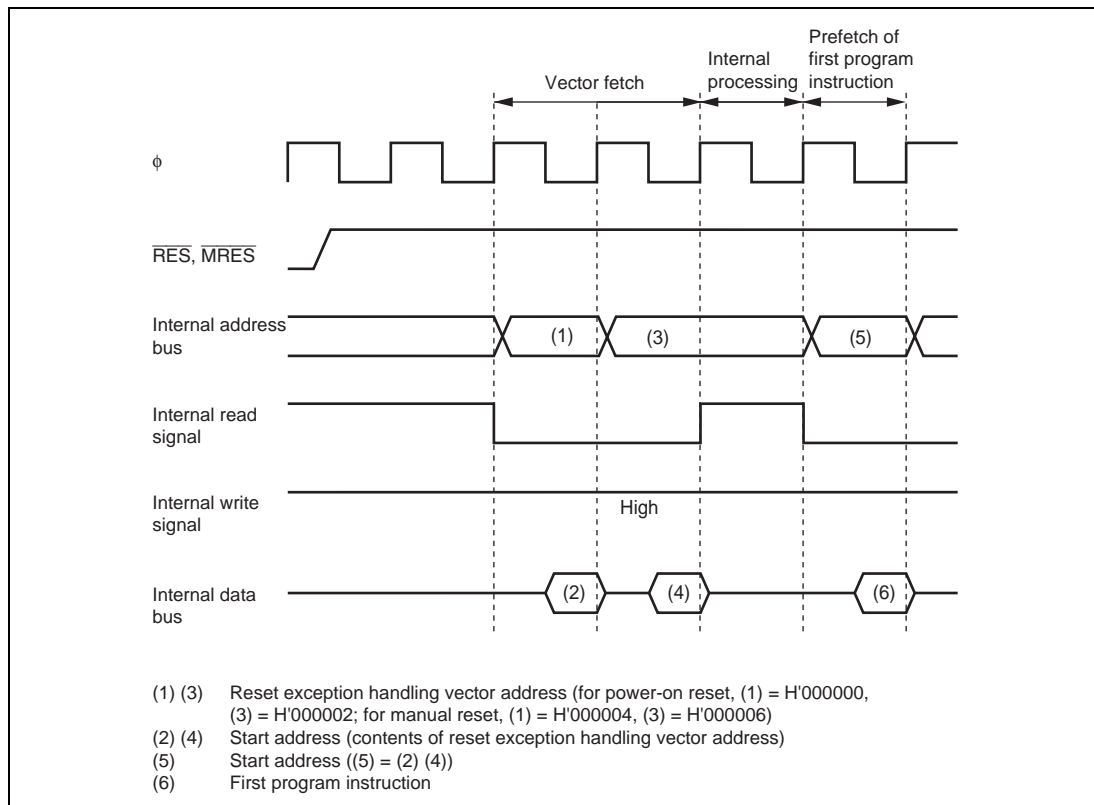 Prefetch of
first program
instruction
Internal
processing
Vector fetch
φ
RES, MRES
Internal address
bus
(1)
(3)
(5)
Internal read
signal
Internal write
signal
High
Internal data
bus
(2)
(4)
(6)
(1) (3) Reset exception handling vector address (for power-on reset, (1) = H'000000,
(3) = H'000002; for manual reset, (1) = H'000004, (3) = H'000006)
(2) (4) Start address (contents of reset exception handling vector address)
(5) Start address ((5) = (2) (4))
(6) First program instruction